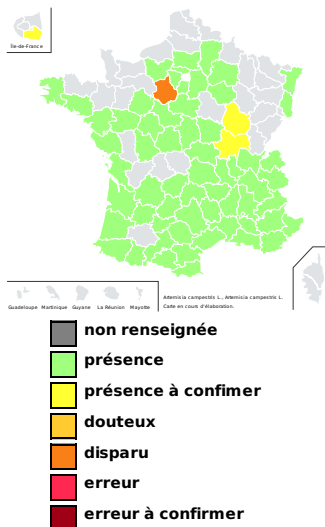 Île-de-France
Guadeloupe Martinique Guyane La Réunion Mayotte
Artemisia campestris L., Artemisia campestris L.
Carte en cours d'élaboration.
non renseignée
présence
présence à confimer
douteux
disparu
erreur
erreur à confirmer